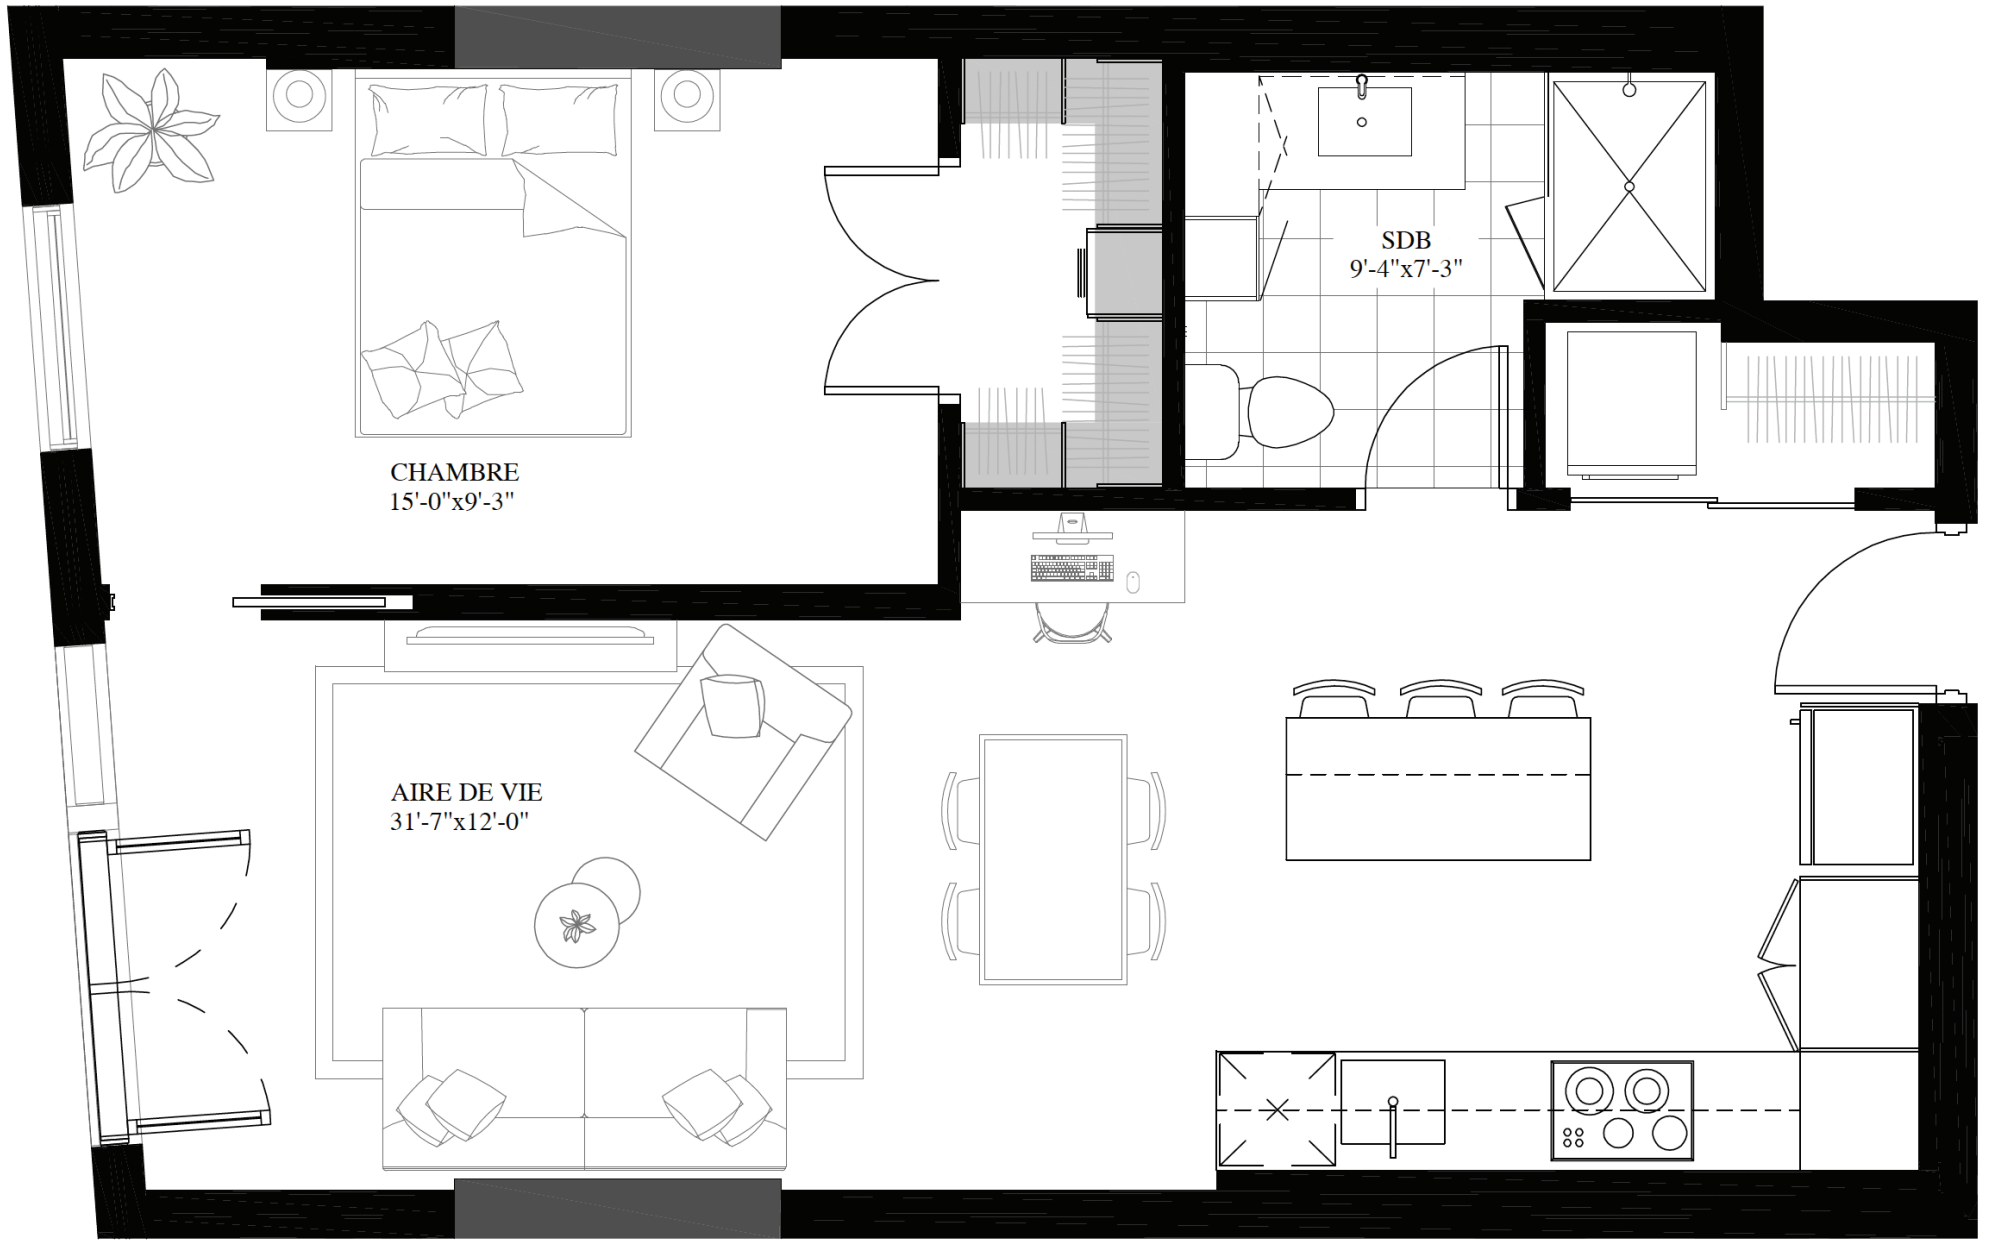 SDB
9'-4"x7'-3"
CHAMBRE
15'-0"x9'-3"
AIRE DE VIE
31'-7"x12'-0"